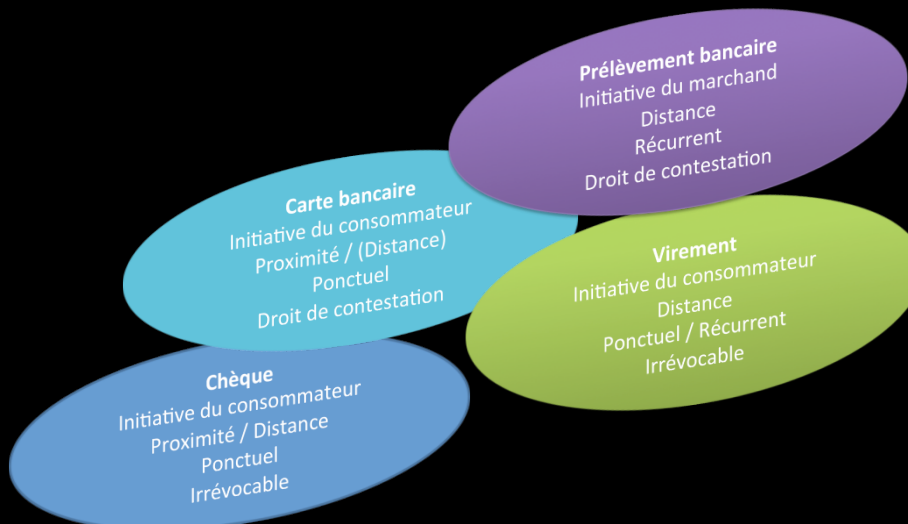 Prélèvement bancaire
Initiative du marchand
Distance
Récurrent
Droit de contestation
Carte bancaire
Initiative du consommateur
Proximité / (Distance)
Ponctuel
Droit de contestation
Virement
Initiative du consommateur
Distance
Ponctuel / Récurrent
Irrévocable
Chèque
Initiative du consommateur
Proximité / Distance
Ponctuel
Irrévocable